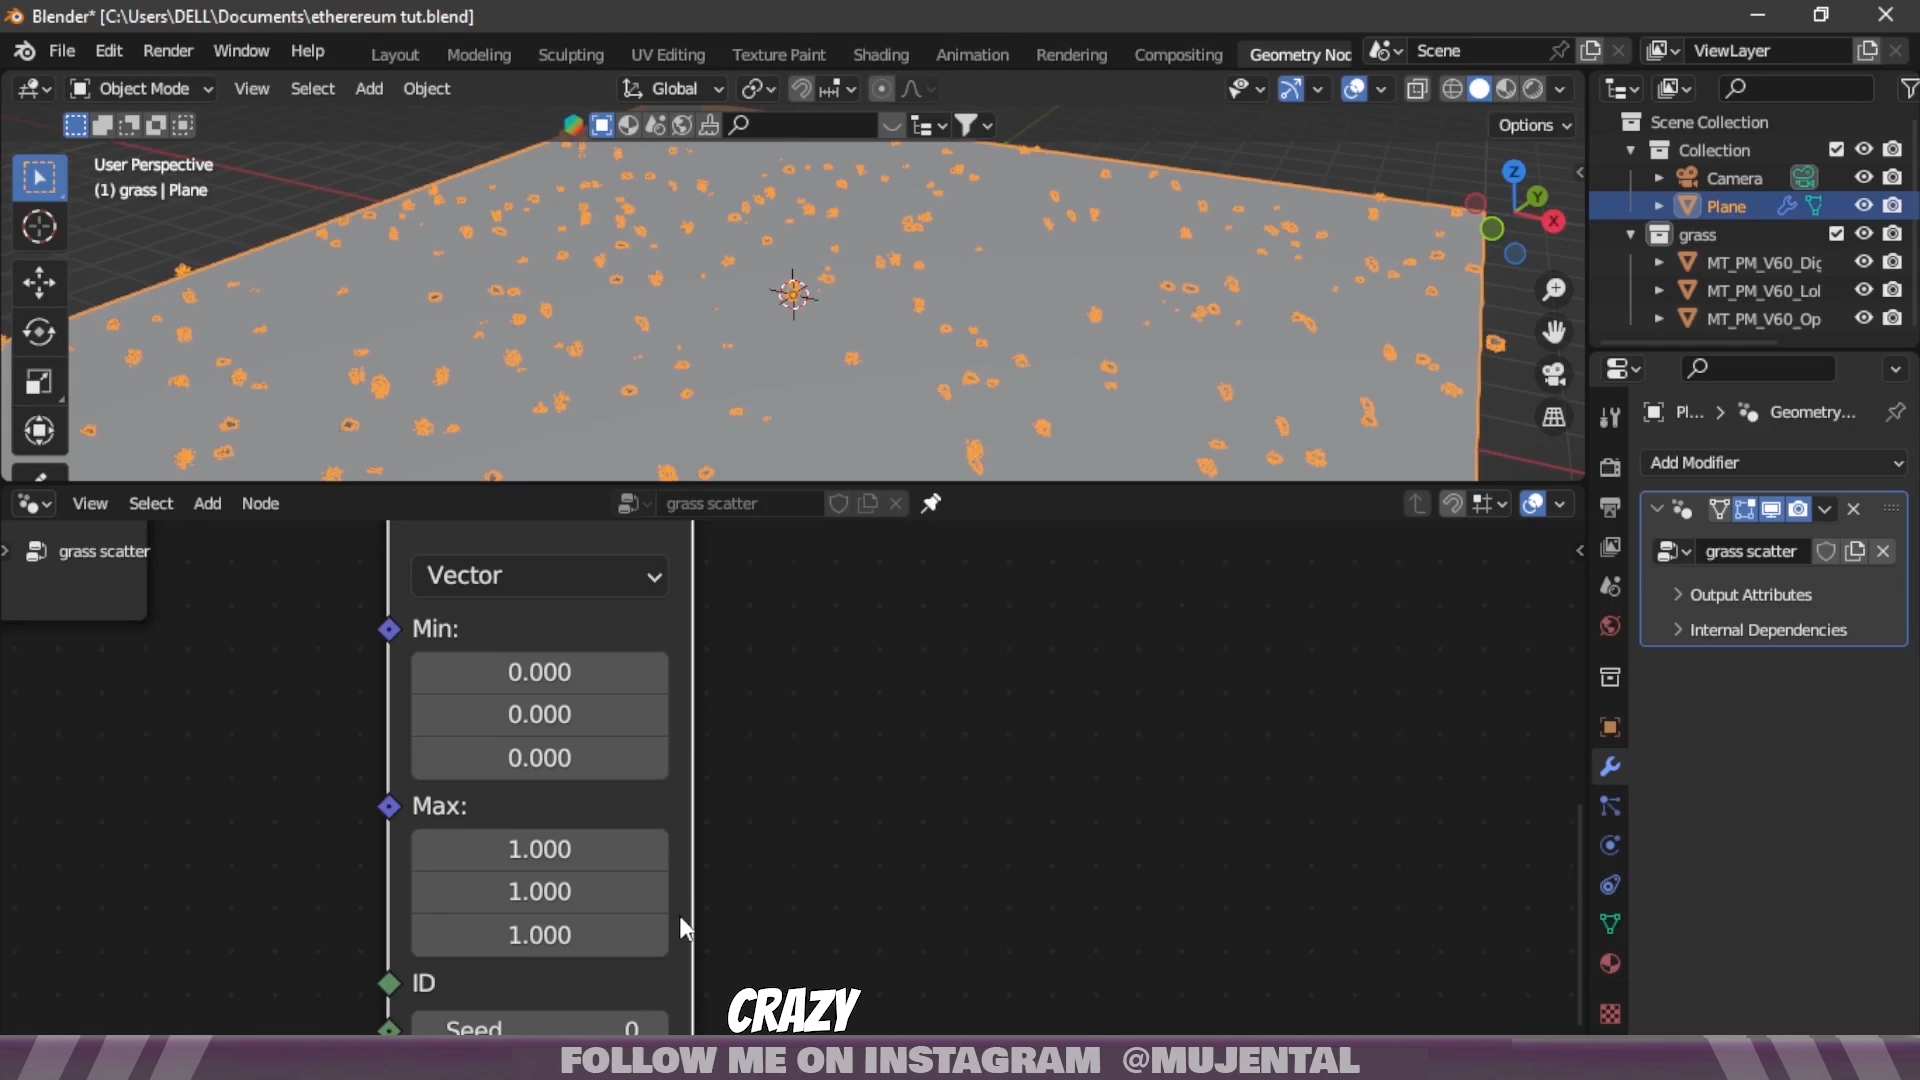 Blender* [C:\Users\DELL\Documents\etherereum tut.blend]
File Edit Render Window Help
Layout Modeling Sculpting UV Editing Texture Paint Shading Animation Rendering Compositing Geometry Noc
Scene
ViewLayer
Object Mode View Select Add Object
Global
Options
User Perspective
(1) grass | Plane
Z
Y
X
Scene Collection
Collection
Camera
Plane
grass
MT_PM_V60_Dig
MT_PM_V60_Lol
MT_PM_V60_Op
Pl... > Geometry...
Add Modifier
grass scatter
Output Attributes
Internal Dependencies
View Select Add Node
grass scatter
grass scatter
Vector
Min:
0.000
0.000
0.000
Max:
1.000
1.000
1.000
ID
Seed 0
CRAZY
FOLLOW ME ON INSTAGRAM @MUJENTAL